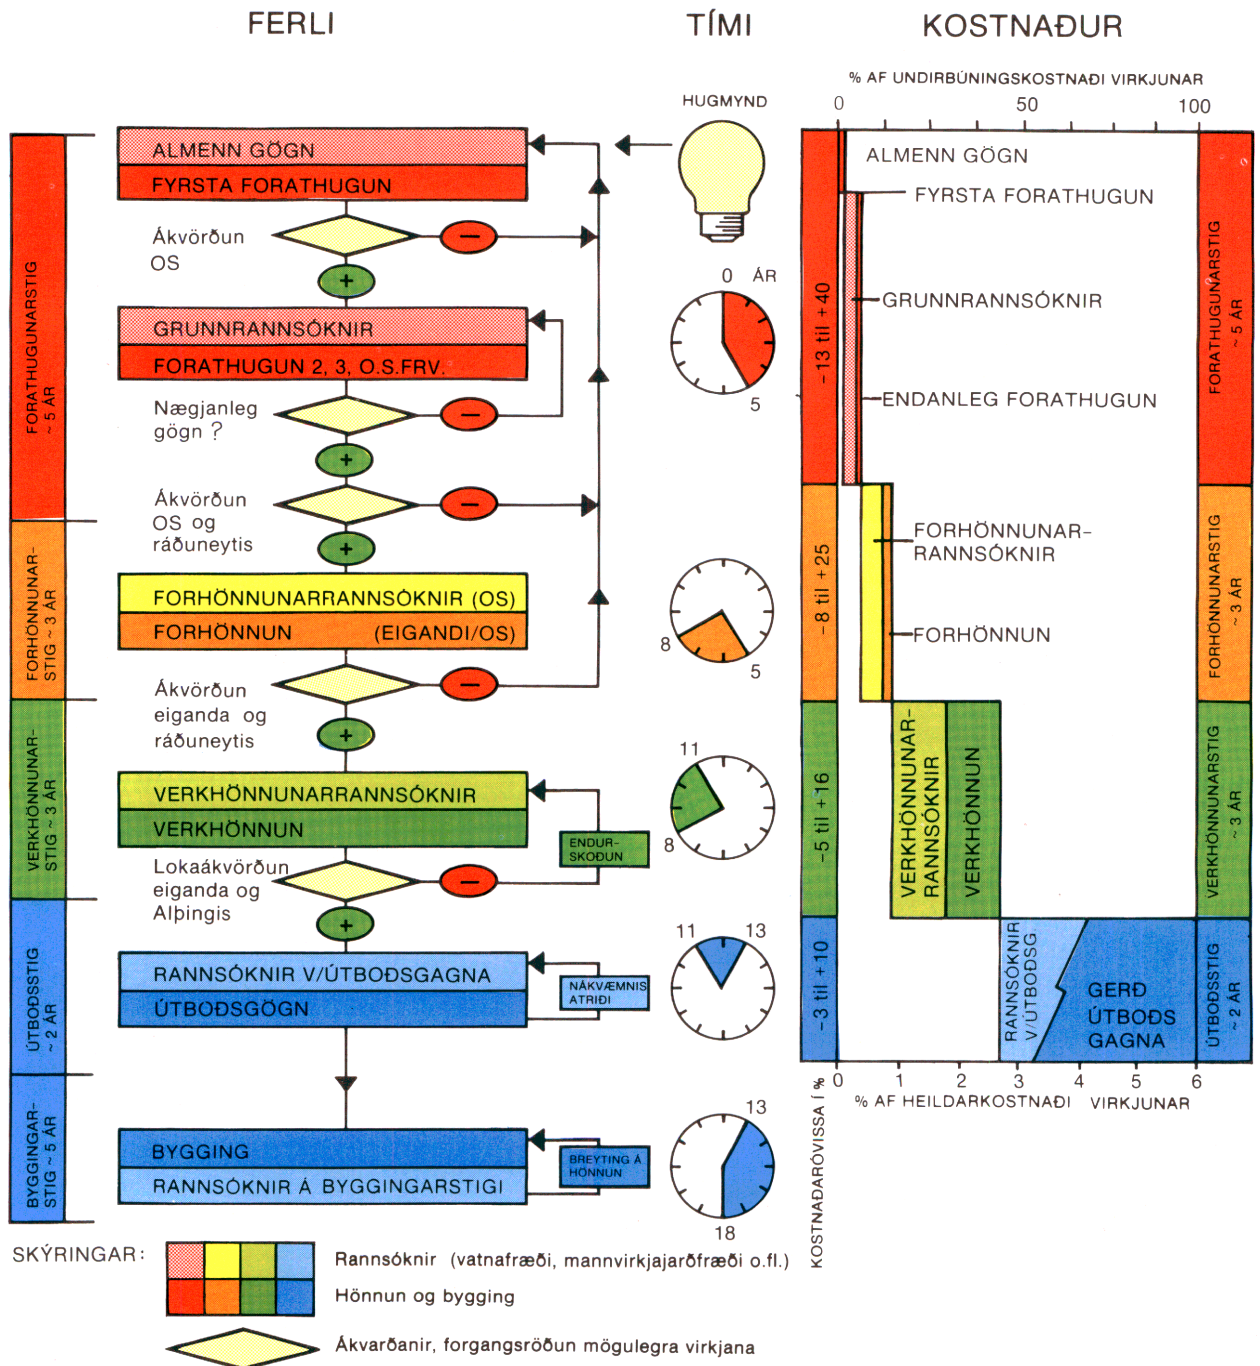 FERLI
TÍMI
KOSTNAÐUR
% AF UNDIRBÚNINGSKOSTNAÐI VIRKJUNAR
0 50 100
HUGMYND
FORATHUGUNARSTIG
~ 5 ÁR
FORHÖNNUNAR-
STIG ~ 3 ÁR
VERKHÖNNUNAR-
STIG ~ 3 ÁR
ÚTBOÐSSTIG
~ 2 ÁR
BYGGINGAR-
STIG ~ 5 ÁR
ALMENN GÖGN
FYRSTA FORATHUGUN
Ákvörðun
OS
−
+
GRUNNRANNSÓKNIR
FORATHUGUN 2, 3, O.S.FRV.
Nægjanleg
gögn ?
−
+
Ákvörðun
OS og
ráðuneytis
−
+
FORHÖNNUNARRANNSÓKNIR (OS)
FORHÖNNUN (EIGANDI/OS)
Ákvörðun
eiganda og
ráðuneytis
−
+
VERKHÖNNUNARRANNSÓKNIR
VERKHÖNNUN
ENDUR-
SKOÐUN
Lokaákvörðun
eiganda og
Alþingis
−
+
RANNSÓKNIR V/ÚTBOÐSGAGNA
ÚTBOÐSGÖGN
NÁKVÆMNIS
ATRIÐI
BYGGING
RANNSÓKNIR Á BYGGINGARSTIGI
BREYTING Á
HÖNNUN
0 ÁR
5
8 5
11
8
11 13
13
18
−13 til +40
−8 til +25
−5 til +16
−3 til +10
KOSTNAÐARÓVISSA Í %
ALMENN GÖGN
FYRSTA FORATHUGUN
GRUNNRANNSÓKNIR
ENDANLEG FORATHUGUN
FORHÖNNUNAR-
RANNSÓKNIR
FORHÖNNUN
VERKHÖNNUNAR-
RANNSÓKNIR
VERKHÖNNUN
RANNSÓKNIR
V/ÚTBOÐSG
GERÐ
ÚTBOÐS
GAGNA
FORATHUGUNARSTIG
~ 5 ÁR
FORHÖNNUNARSTIG
~ 3 ÁR
VERKHÖNNUNARSTIG
~ 3 ÁR
ÚTBOÐSSTIG
~ 2 ÁR
0 1 2 3 4 5 6
% AF HEILDARKOSTNAÐI VIRKJUNAR
SKÝRINGAR:
Rannsóknir (vatnafræði, mannvirkjajarðfræði o.fl.)
Hönnun og bygging
Ákvarðanir, forgangsröðun mögulegra virkjana